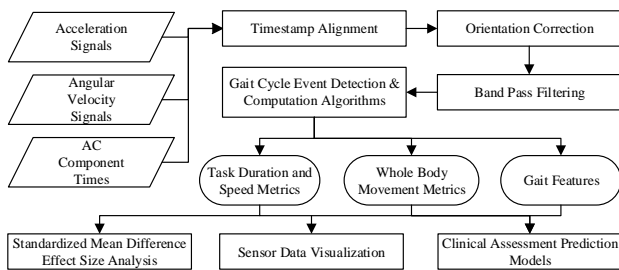 Acceleration
Signals
Timestamp Alignment
Orientation Correction
Angular
Velocity
Signals
Gait Cycle Event Detection &
Computation Algorithms
Band Pass Filtering
AC
Component
Times
Task Duration and
Speed Metrics
Whole Body
Movement Metrics
Gait Features
Standardized Mean Difference
Effect Size Analysis
Sensor Data Visualization
Clinical Assessment Prediction
Models